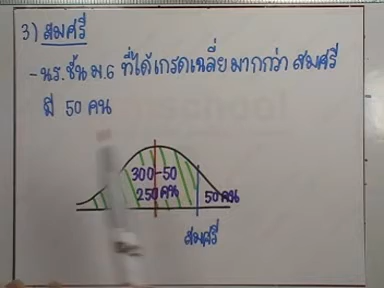 3) สมศรี
- นร. ชั้น ม.6 ที่ได้เกรดเฉลี่ยมากกว่า สมศรี
มี 50 คน
300-50
250 คน
50 คน
สมศรี